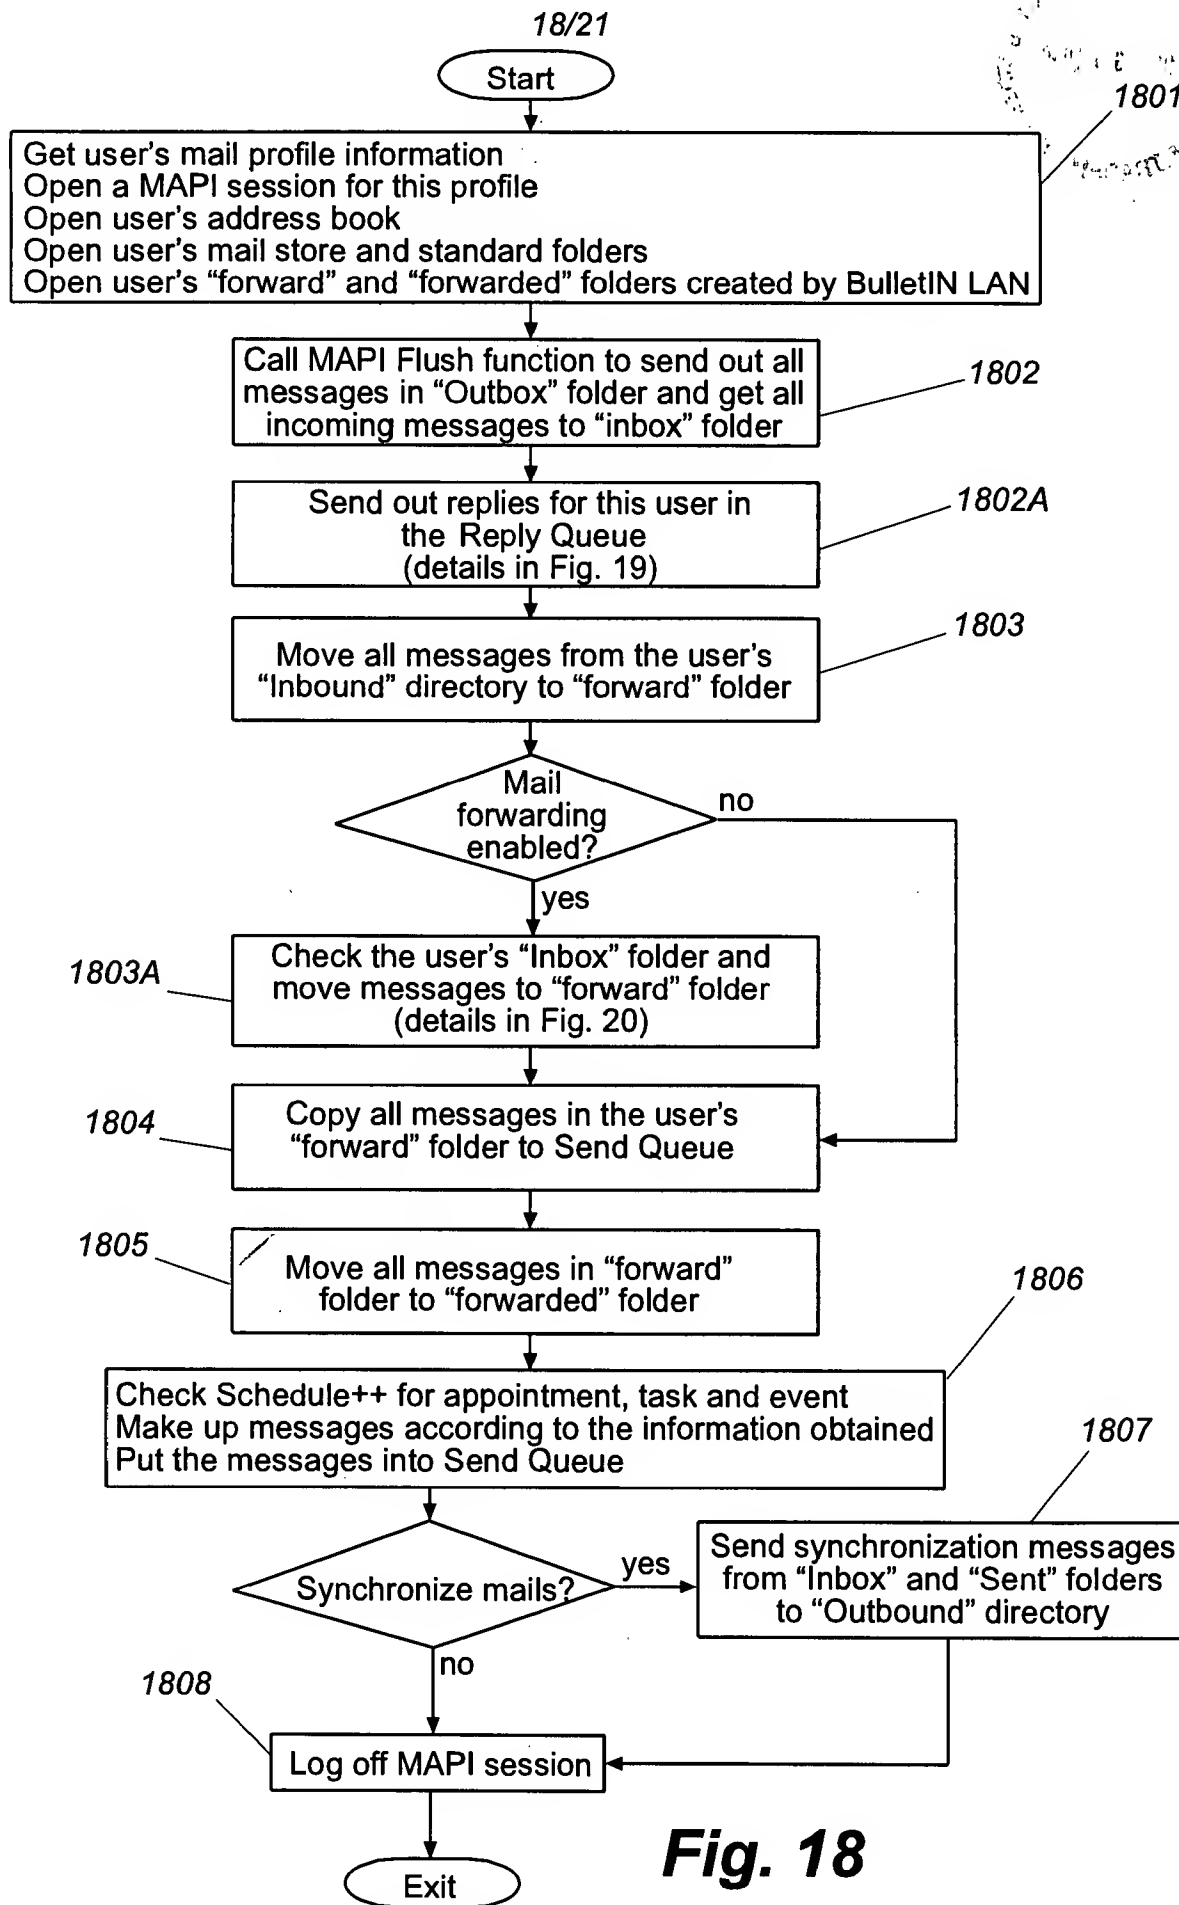 18/21
Start
1801
Get user's mail profile information
Open a MAPI session for this profile
Open user's address book
Open user's mail store and standard folders
Open user's “forward” and “forwarded” folders created by BulletIN LAN
Call MAPI Flush function to send out all
messages in “Outbox” folder and get all
incoming messages to “inbox” folder
1802
Send out replies for this user in
the Reply Queue
(details in Fig. 19)
1802A
Move all messages from the user's
“Inbound” directory to “forward” folder
1803
Mail
forwarding
enabled?
no
yes
Check the user's “Inbox” folder and
move messages to “forward” folder
(details in Fig. 20)
1803A
Copy all messages in the user's
“forward” folder to Send Queue
1804
Move all messages in “forward”
folder to “forwarded” folder
1805
1806
Check Schedule++ for appointment, task and event
Make up messages according to the information obtained
Put the messages into Send Queue
1807
Synchronize mails?
yes
Send synchronization messages
from “Inbox” and “Sent” folders
to “Outbound” directory
no
1808
Log off MAPI session
Exit
Fig. 18